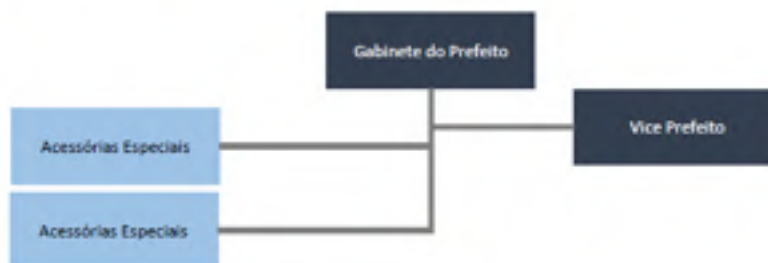 Gabinete do Prefeito
Vice Prefeito
Acessórias Especiais
Acessórias Especiais